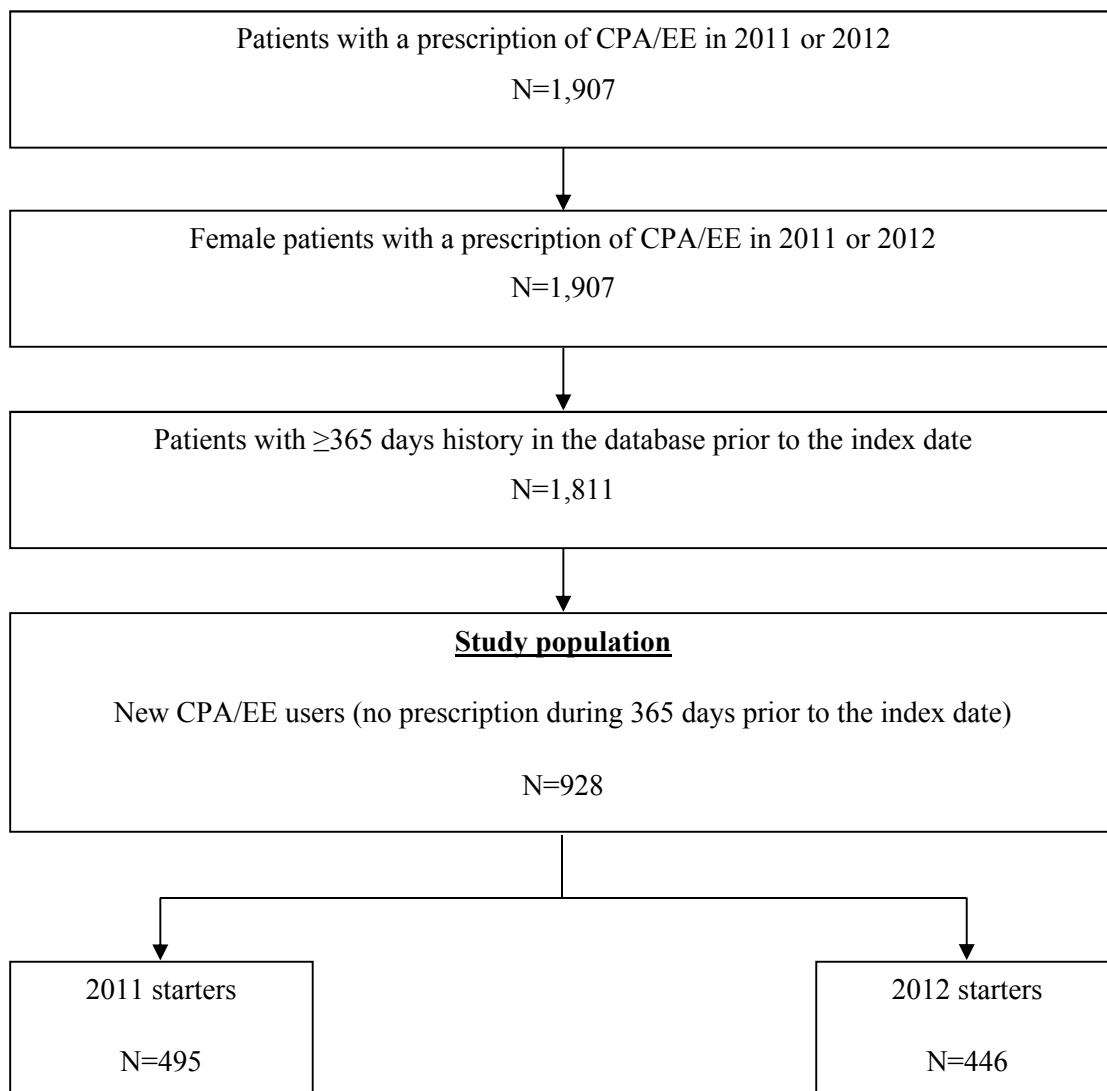 Patients with a prescription of CPA/EE in 2011 or 2012
N=1,907
Female patients with a prescription of CPA/EE in 2011 or 2012
N=1,907
Patients with ≥365 days history in the database prior to the index date
N=1,811
Study population
New CPA/EE users (no prescription during 365 days prior to the index date)
N=928
2011 starters
N=495
2012 starters
N=446